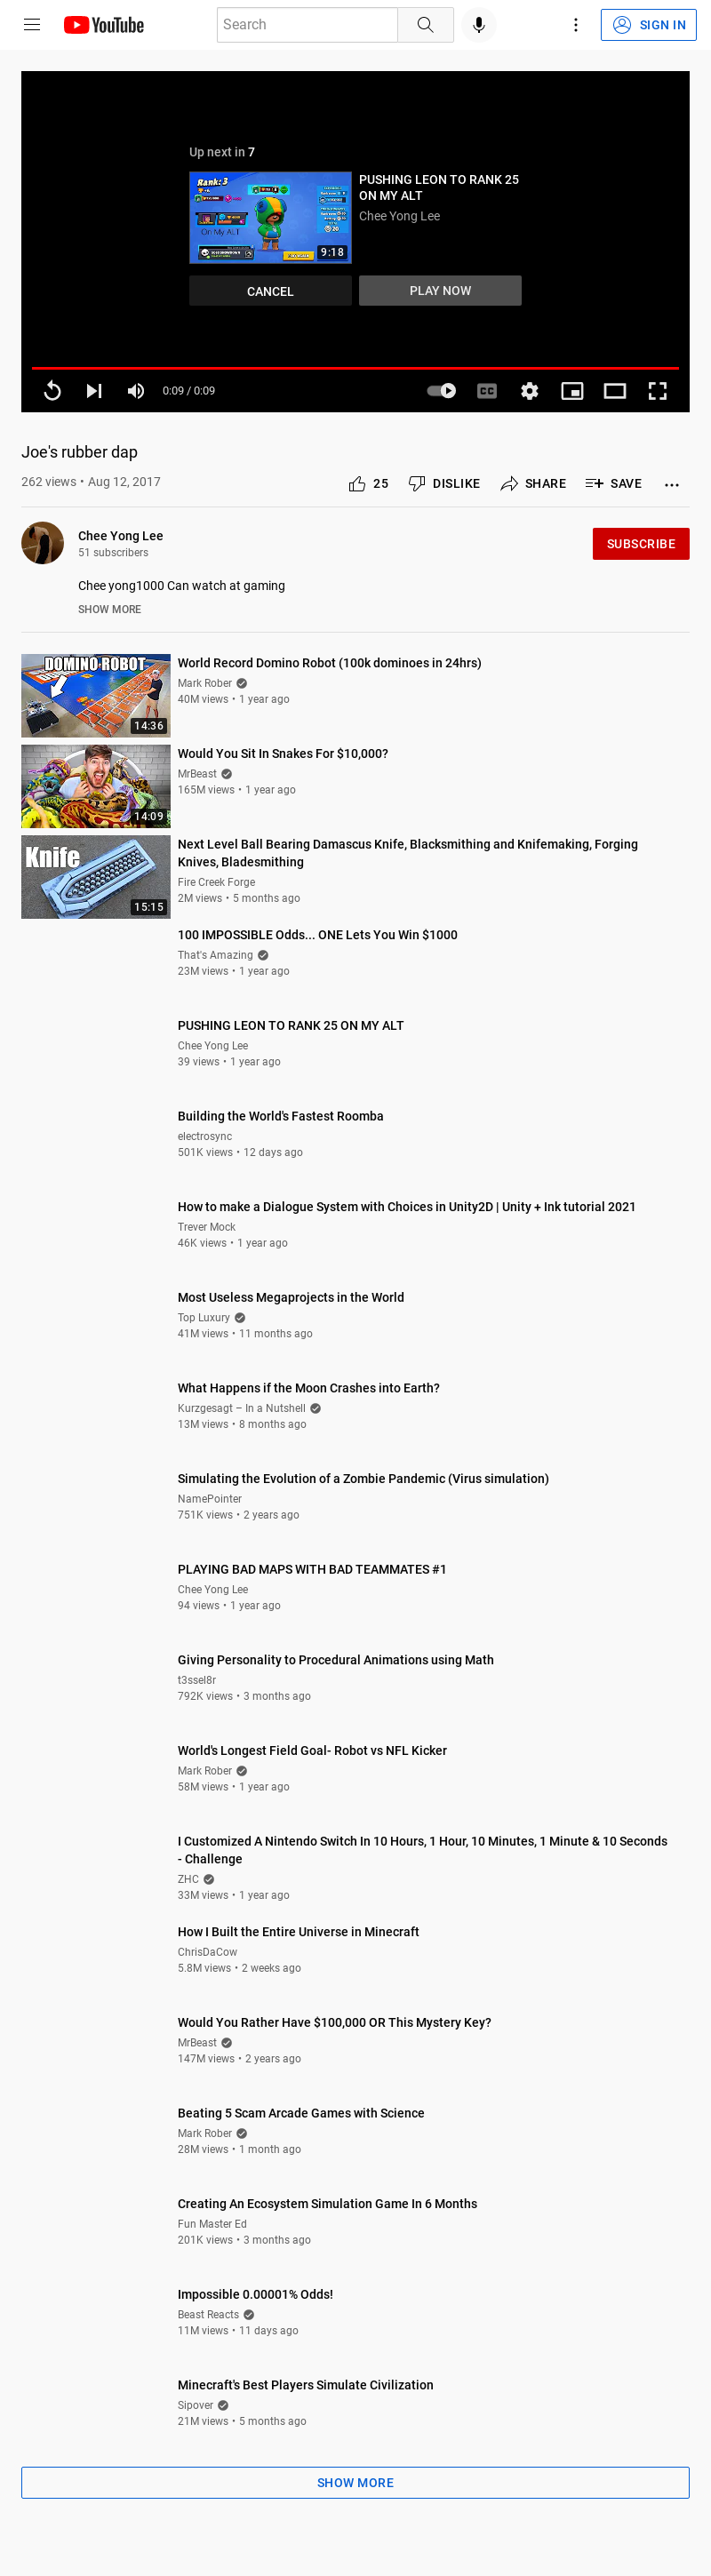 YouTube
Search
SIGN IN
Up next in 7
Rank: 3
On My ALT
9:18
PUSHING LEON TO RANK 25
ON MY ALT
Chee Yong Lee
CANCEL
PLAY NOW
0:09 / 0:09
CC
Joe's rubber dap
262 views • Aug 12, 2017
25
DISLIKE
SHARE
SAVE
Chee Yong Lee
51 subscribers
SUBSCRIBE
Chee yong1000 Can watch at gaming
SHOW MORE
DOMINO ROBOT
14:36
World Record Domino Robot (100k dominoes in 24hrs)
Mark Rober
40M views • 1 year ago
14:09
Would You Sit In Snakes For $10,000?
MrBeast
165M views • 1 year ago
Knife
15:15
Next Level Ball Bearing Damascus Knife, Blacksmithing and Knifemaking, Forging
Knives, Bladesmithing
Fire Creek Forge
2M views • 5 months ago
100 IMPOSSIBLE Odds... ONE Lets You Win $1000
That's Amazing
23M views • 1 year ago
PUSHING LEON TO RANK 25 ON MY ALT
Chee Yong Lee
39 views • 1 year ago
Building the World's Fastest Roomba
electrosync
501K views • 12 days ago
How to make a Dialogue System with Choices in Unity2D | Unity + Ink tutorial 2021
Trever Mock
46K views • 1 year ago
Most Useless Megaprojects in the World
Top Luxury
41M views • 11 months ago
What Happens if the Moon Crashes into Earth?
Kurzgesagt – In a Nutshell
13M views • 8 months ago
Simulating the Evolution of a Zombie Pandemic (Virus simulation)
NamePointer
751K views • 2 years ago
PLAYING BAD MAPS WITH BAD TEAMMATES #1
Chee Yong Lee
94 views • 1 year ago
Giving Personality to Procedural Animations using Math
t3ssel8r
792K views • 3 months ago
World's Longest Field Goal- Robot vs NFL Kicker
Mark Rober
58M views • 1 year ago
I Customized A Nintendo Switch In 10 Hours, 1 Hour, 10 Minutes, 1 Minute & 10 Seconds
- Challenge
ZHC
33M views • 1 year ago
How I Built the Entire Universe in Minecraft
ChrisDaCow
5.8M views • 2 weeks ago
Would You Rather Have $100,000 OR This Mystery Key?
MrBeast
147M views • 2 years ago
Beating 5 Scam Arcade Games with Science
Mark Rober
28M views • 1 month ago
Creating An Ecosystem Simulation Game In 6 Months
Fun Master Ed
201K views • 3 months ago
Impossible 0.00001% Odds!
Beast Reacts
11M views • 11 days ago
Minecraft's Best Players Simulate Civilization
Sipover
21M views • 5 months ago
SHOW MORE